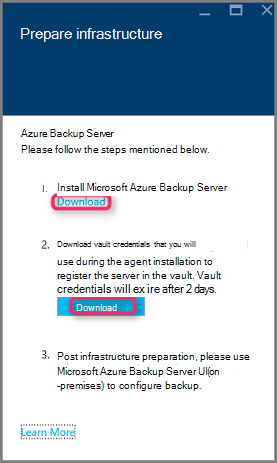 Prepare infrastructure
Azure Backup Server
Please follow the steps mentioned below.
1. Install Microsoft Azure Backup Server
Download
2. Download vault credentials that you will
use during the agent installation to
register the server in the vault. Vault
credentials will ex ire after 2 days.
Download
3. Post infrastructure preparation, please use
Microsoft Azure Backup Server UI(on
-premises) to configure backup.
Learn More